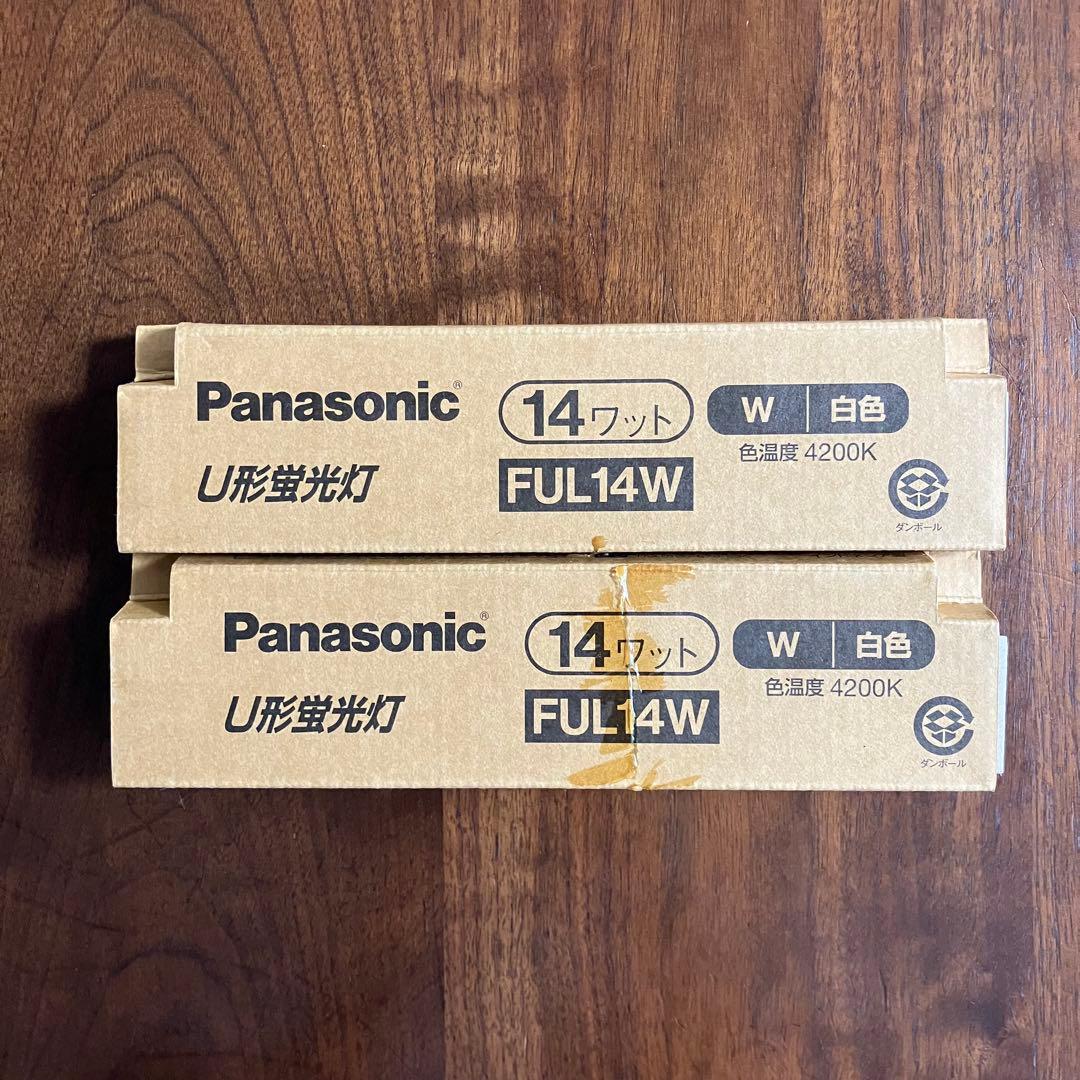 Panasonic®
14ワット
W 白色
色温度 4200K
U形蛍光灯
FUL14W
ダンボール
Panasonic®
14ワット
W 白色
色温度 4200K
U形蛍光灯
FUL14W
ダンボール